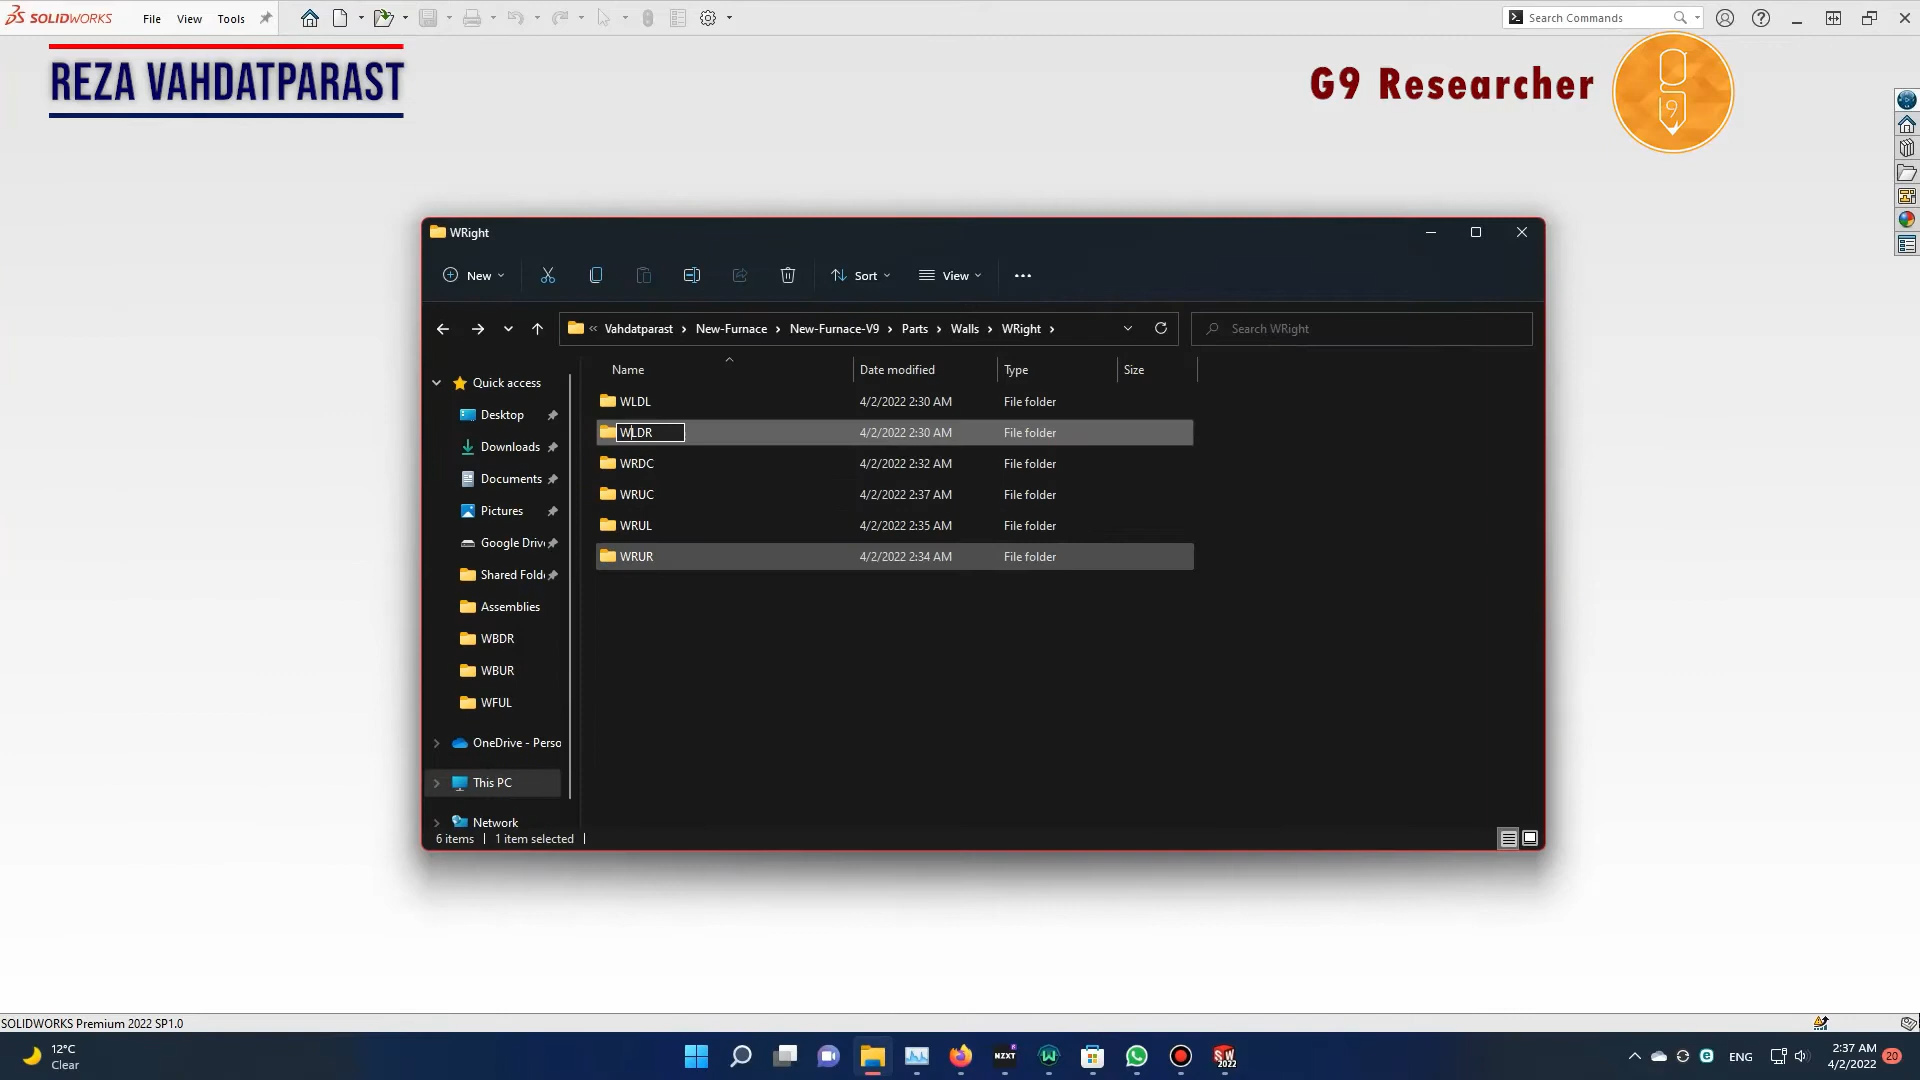 SOLIDWORKS File View Tools Search Commands
REZA VAHDATPARAST
G9 Researcher
g 9
WRight
New Sort View
Vahdatparast New-Furnace New-Furnace-V9 Parts Walls WRight Search WRight
Name Date modified Type Size
Quick access
Desktop
Downloads
Documents
Pictures
Google Driv
Shared Fold
Assemblies
WBDR
WBUR
WFUL
OneDrive - Perso
This PC
Network
WLDL 4/2/2022 2:30 AM File folder
WLDR 4/2/2022 2:30 AM File folder
WRDC 4/2/2022 2:32 AM File folder
WRUC 4/2/2022 2:37 AM File folder
WRUL 4/2/2022 2:35 AM File folder
WRUR 4/2/2022 2:34 AM File folder
6 items 1 item selected
SOLIDWORKS Premium 2022 SP1.0
12°C
Clear
NZXT
SW
2022
ENG
2:37 AM
4/2/2022
20